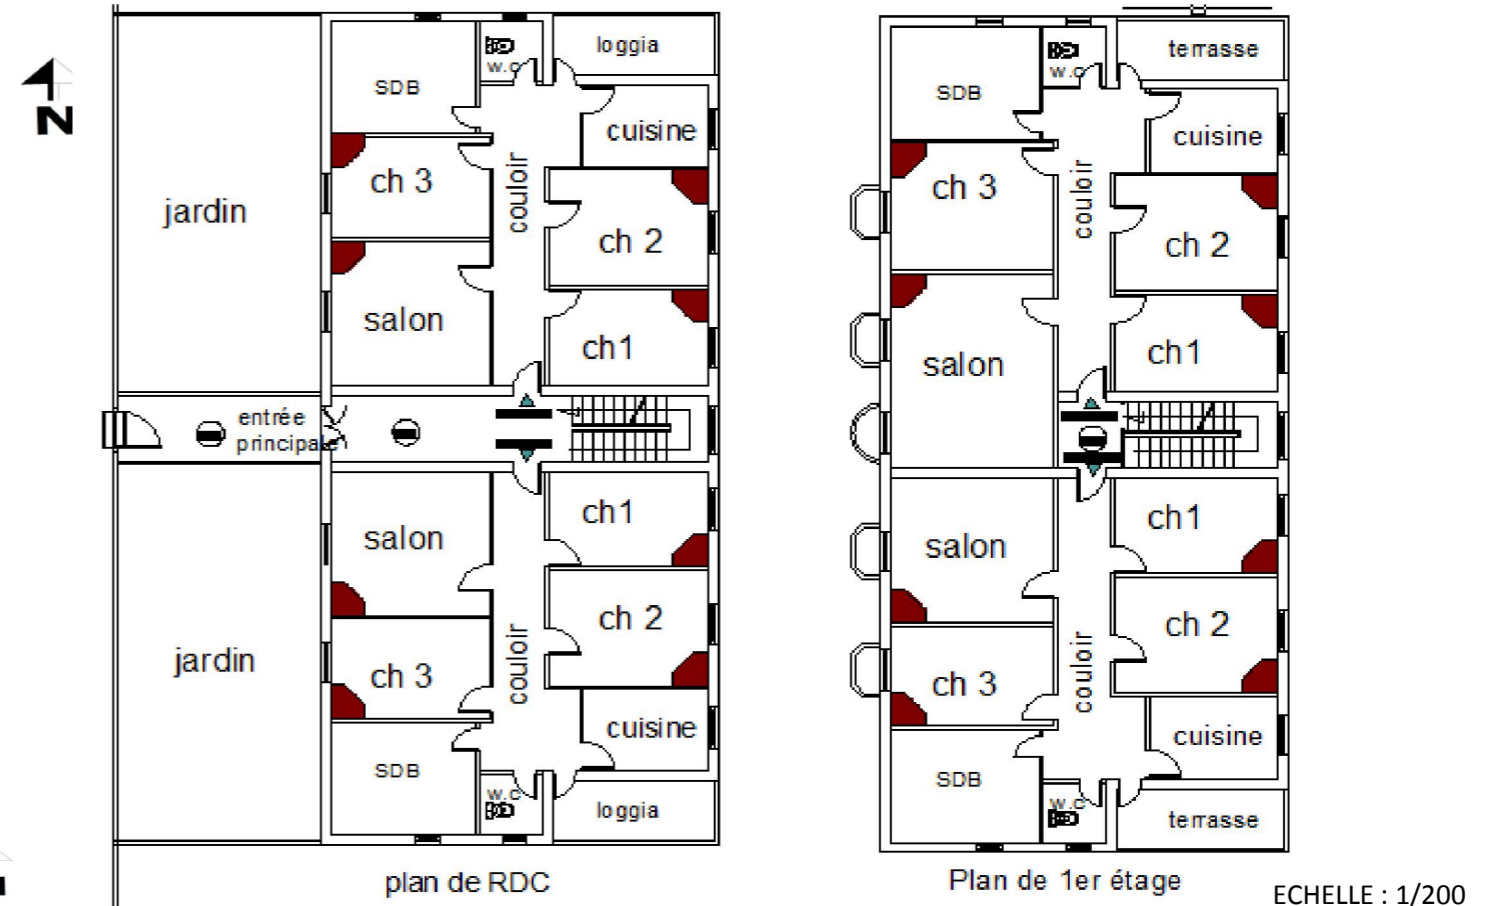 N
loggia
w.c
SDB
cuisine
ch 3
couloir
jardin
ch 2
salon
ch1
entrée
principale
ch1
salon
ch 2
jardin
couloir
ch 3
cuisine
SDB
w.c
loggia
plan de RDC
terrasse
w.c
SDB
cuisine
ch 3
couloir
ch 2
salon
ch1
ch1
salon
ch 2
couloir
ch 3
cuisine
SDB
w.c
terrasse
Plan de 1er étage
ECHELLE : 1/200